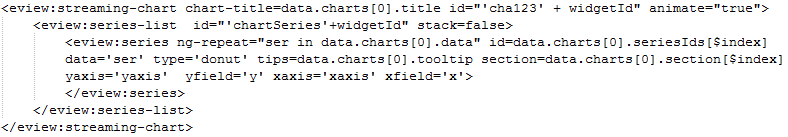 <eview:streaming-chart chart-title=data.charts[0].title id="'cha123' + widgetId" animate="true">
<eview:series-list  id="'chartSeries'+widgetId" stack=false>
<eview:series ng-repeat="ser in data.charts[0].data" id=data.charts[0].seriesIds[$index]
data='ser' type='donut' tips=data.charts[0].tooltip section=data.charts[0].section[$index]
yaxis='yaxis'  yfield='y' xaxis='xaxis' xfield='x'>
</eview:series>
</eview:series-list>
</eview:streaming-chart>